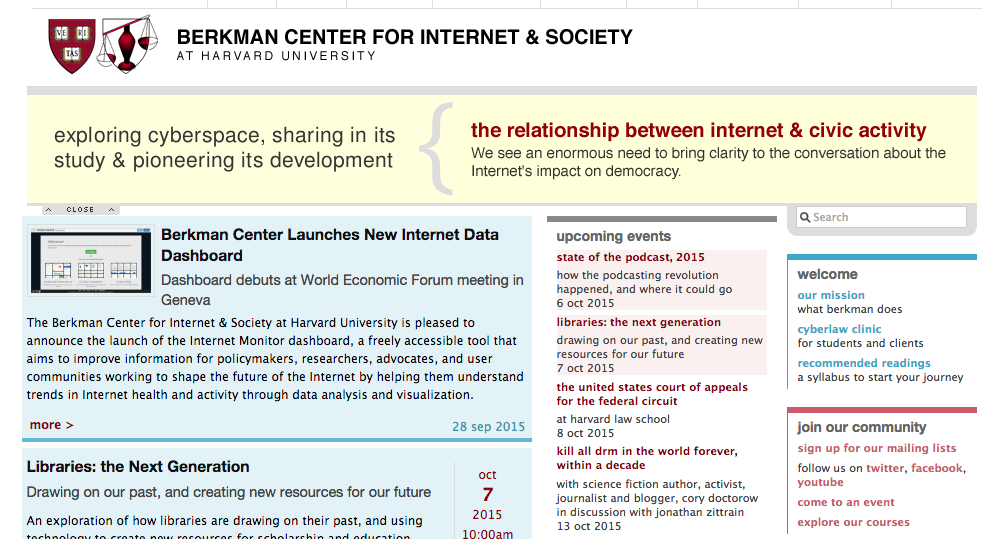 VE RI
TAS
BERKMAN CENTER FOR INTERNET & SOCIETY
AT HARVARD UNIVERSITY
exploring cyberspace, sharing in its
study & pioneering its development
the relationship between internet & civic activity
We see an enormous need to bring clarity to the conversation about the
Internet's impact on democracy.
CLOSE
Berkman Center Launches New Internet Data
Dashboard
Dashboard debuts at World Economic Forum meeting in
Geneva
The Berkman Center for Internet & Society at Harvard University is pleased to
announce the launch of the Internet Monitor dashboard, a freely accessible tool that
aims to improve information for policymakers, researchers, advocates, and user
communities working to shape the future of the Internet by helping them understand
trends in Internet health and activity through data analysis and visualization.
more >
28 sep 2015
Libraries: the Next Generation
Drawing on our past, and creating new resources for our future
An exploration of how libraries are drawing on their past, and using
technology to create new resources for scholarship and education
oct
7
2015
10:00am
upcoming events
state of the podcast, 2015
how the podcasting revolution
happened, and where it could go
6 oct 2015
libraries: the next generation
drawing on our past, and creating new
resources for our future
7 oct 2015
the united states court of appeals
for the federal circuit
at harvard law school
8 oct 2015
kill all drm in the world forever,
within a decade
with science fiction author, activist,
journalist and blogger, cory doctorow
in discussion with jonathan zittrain
13 oct 2015
Search
welcome
our mission
what berkman does
cyberlaw clinic
for students and clients
recommended readings
a syllabus to start your journey
join our community
sign up for our mailing lists
follow us on twitter, facebook,
youtube
come to an event
explore our courses